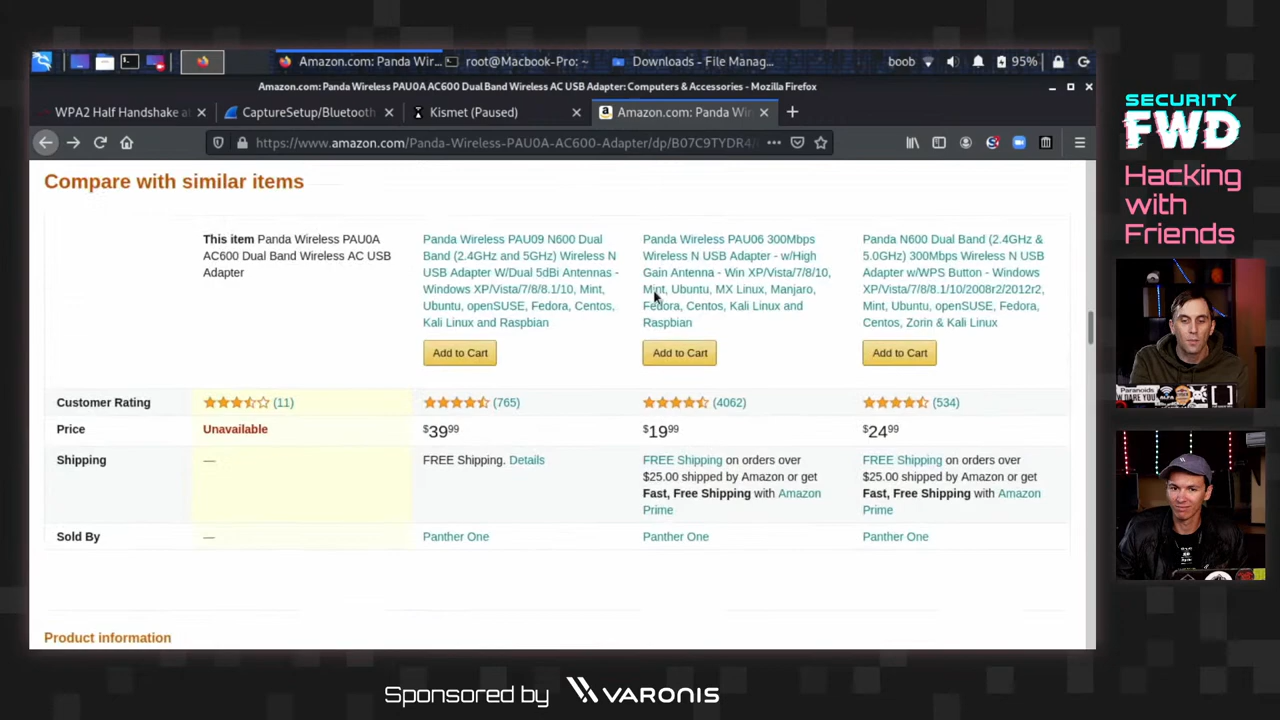 Amazon.com: Panda Wir...
root@Macbook-Pro: ~
Downloads - File Manag...
boob
95%
Amazon.com: Panda Wireless PAU0A AC600 Dual Band Wireless AC USB Adapter: Computers & Accessories - Mozilla Firefox
WPA2 Half Handshake at
CaptureSetup/Bluetooth
Kismet (Paused)
Amazon.com: Panda Wir
https://www.amazon.com/Panda-Wireless-PAU0A-AC600-Adapter/dp/B07C9TYDR4/
Compare with similar items
This item Panda Wireless PAU0A
AC600 Dual Band Wireless AC USB
Adapter
Panda Wireless PAU09 N600 Dual
Band (2.4GHz and 5GHz) Wireless N
USB Adapter W/Dual 5dBi Antennas -
Windows XP/Vista/7/8/8.1/10, Mint,
Ubuntu, openSUSE, Fedora, Centos,
Kali Linux and Raspbian
Add to Cart
Panda Wireless PAU06 300Mbps
Wireless N USB Adapter - w/High
Gain Antenna - Win XP/Vista/7/8/10,
Mint, Ubuntu, MX Linux, Manjaro,
Fedora, Centos, Kali Linux and
Raspbian
Add to Cart
Panda N600 Dual Band (2.4GHz &
5.0GHz) 300Mbps Wireless N USB
Adapter w/WPS Button - Windows
XP/Vista/7/8/8.1/10/2008r2/2012r2,
Mint, Ubuntu, openSUSE, Fedora,
Centos, Zorin & Kali Linux
Add to Cart
Customer Rating
(11)
(765)
(4062)
(534)
Price
Unavailable
$39.99
$19.99
$24.99
Shipping
—
FREE Shipping. Details
FREE Shipping on orders over
$25.00 shipped by Amazon or get
Fast, Free Shipping with Amazon
Prime
FREE Shipping on orders over
$25.00 shipped by Amazon or get
Fast, Free Shipping with Amazon
Prime
Sold By
—
Panther One
Panther One
Panther One
Product information
SECURITY
FWD
Hacking
with
Friends
Paranoids
Sponsored by VARONIS